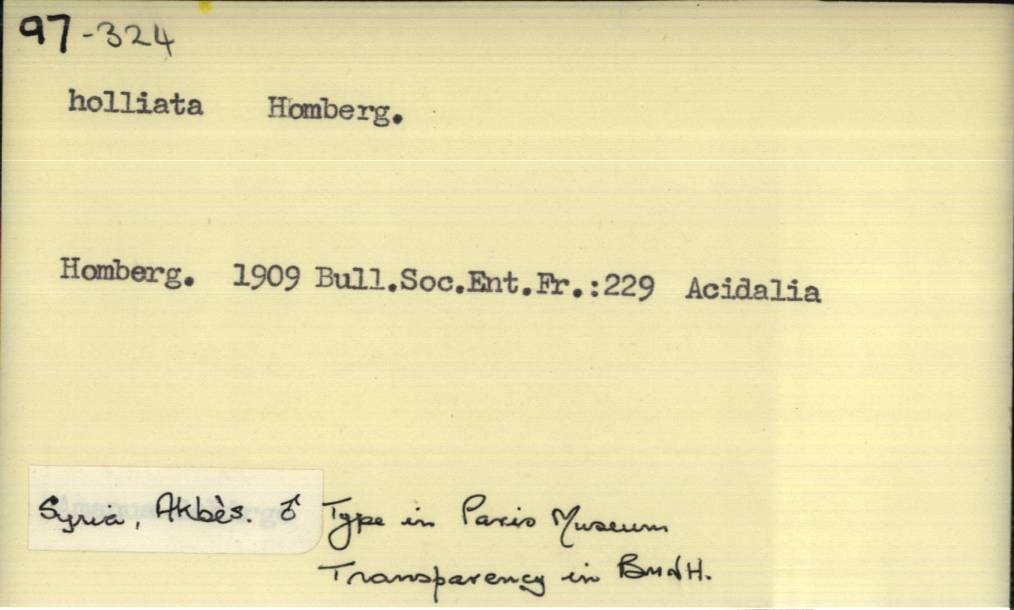 97-324
holliata Homberg.
Homberg. 1909 Bull.Soc.Ent.Fr.:229 Acidalia
Syria, Akbès. ♂ Type in Paris Museum
Transparency in BMNH.